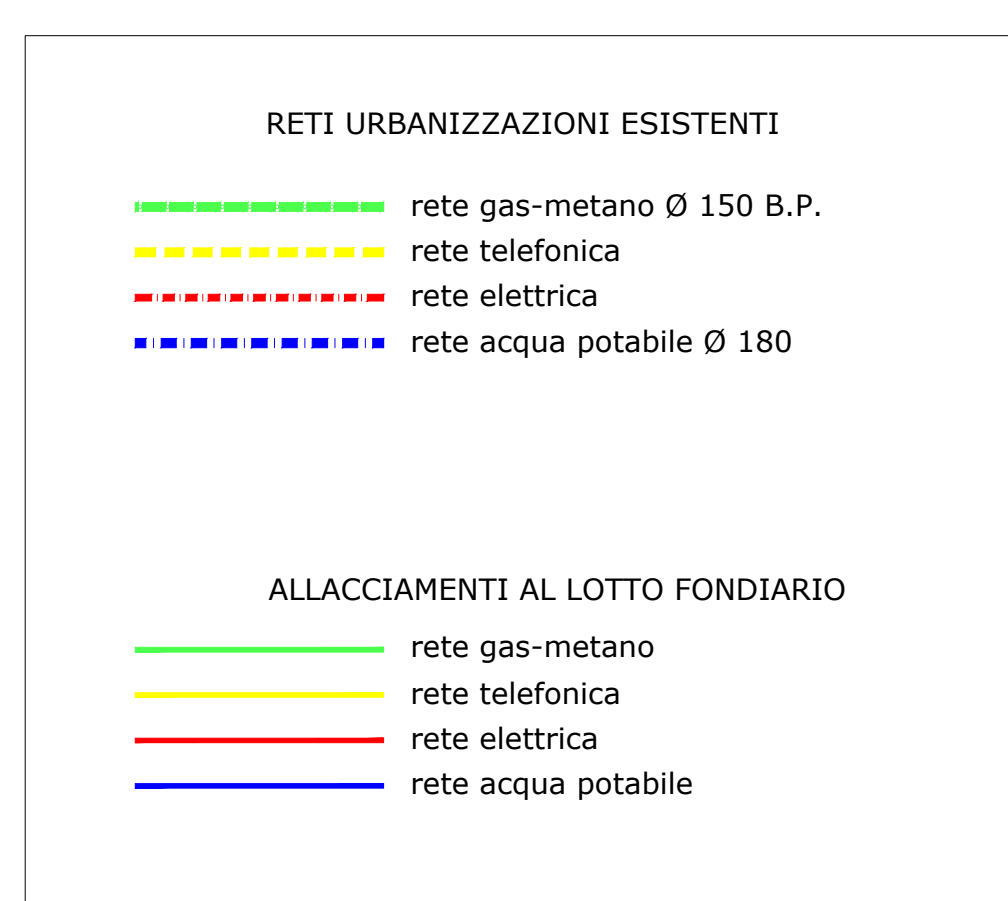 RETI URBANIZZAZIONI ESISTENTI
rete gas-metano Ø 150 B.P.
rete telefonica
rete elettrica
rete acqua potabile Ø 180
ALLACCIAMENTI AL LOTTO FONDIARIO
rete gas-metano
rete telefonica
rete elettrica
rete acqua potabile